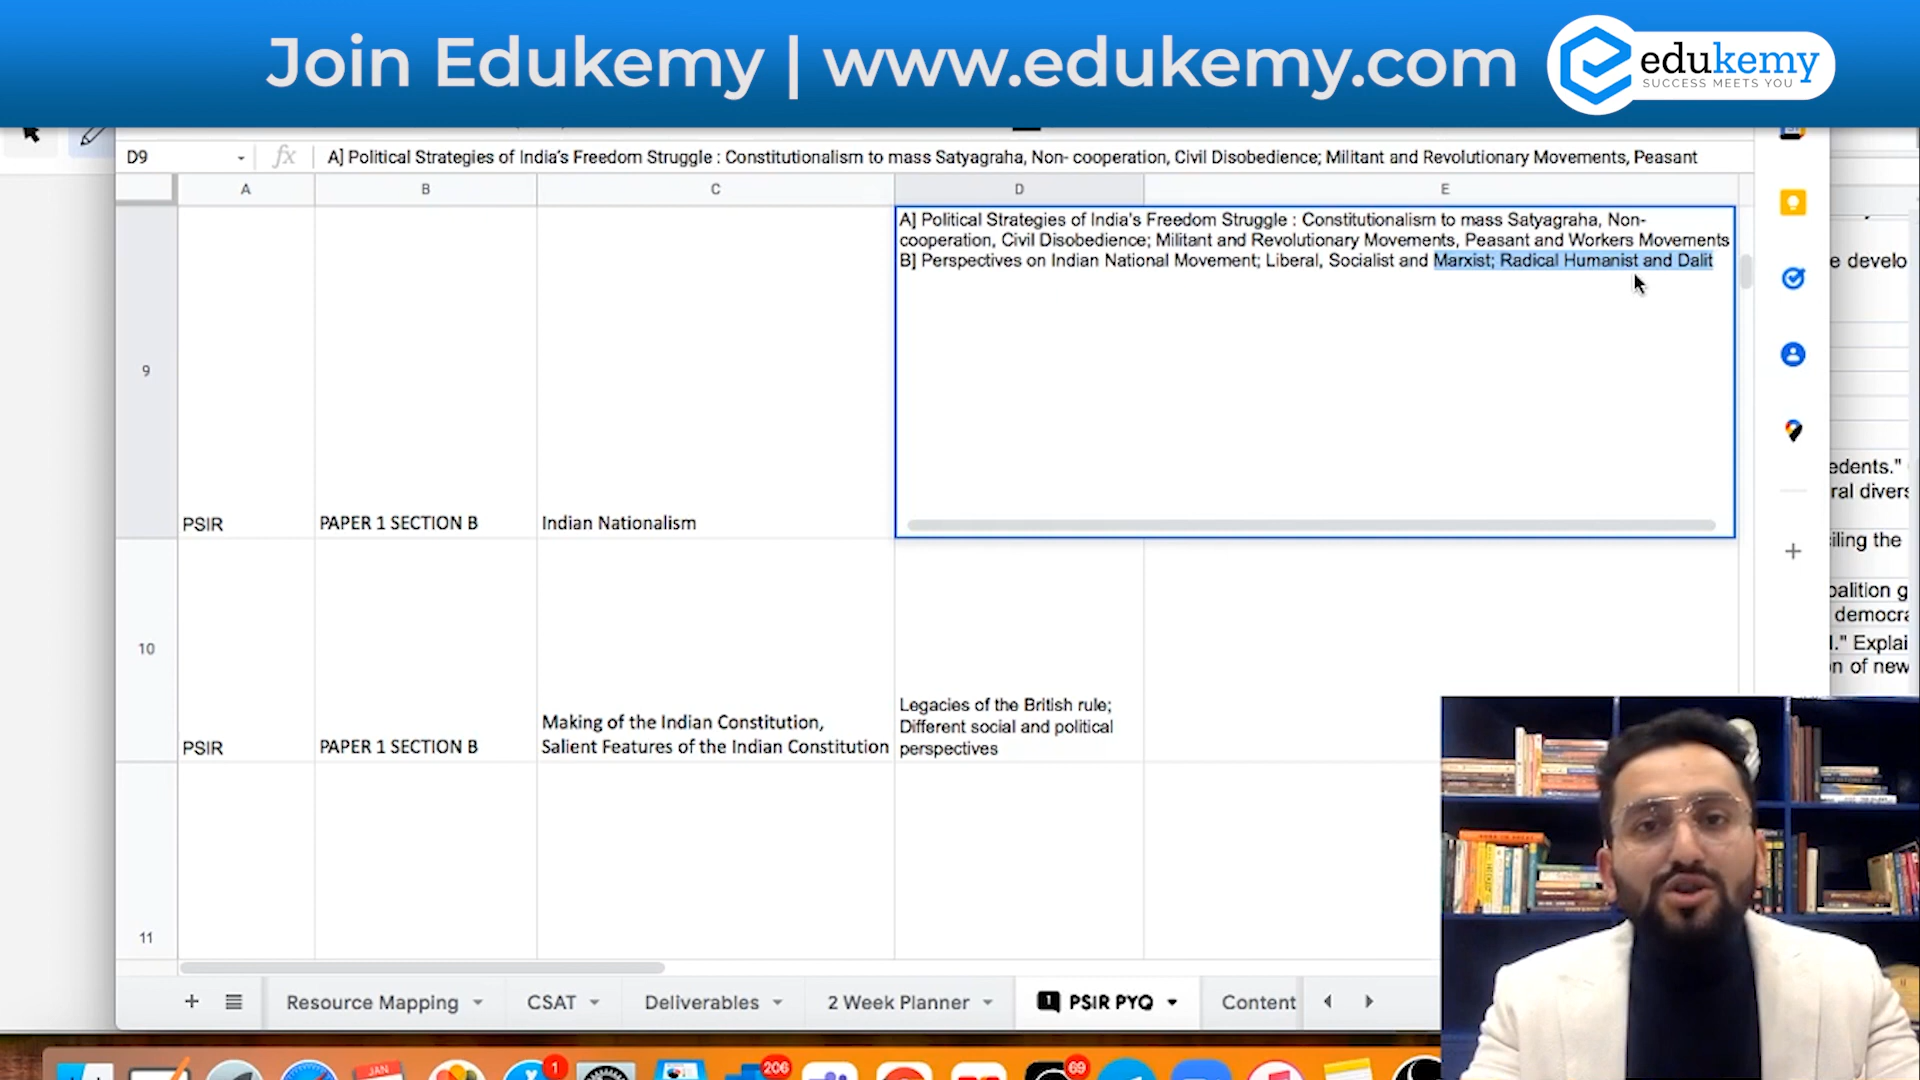 Join Edukemy | www.edukemy.com
edukemy
SUCCESS MEETS YOU
D9
fx
A] Political Strategies of India's Freedom Struggle : Constitutionalism to mass Satyagraha, Non- cooperation, Civil Disobedience; Militant and Revolutionary Movements, Peasant
A B C D E
A] Political Strategies of India's Freedom Struggle : Constitutionalism to mass Satyagraha, Non-
cooperation, Civil Disobedience; Militant and Revolutionary Movements, Peasant and Workers Movements
B] Perspectives on Indian National Movement; Liberal, Socialist and Marxist; Radical Humanist and Dalit
9
PSIR
PAPER 1 SECTION B
Indian Nationalism
10
PSIR
PAPER 1 SECTION B
Making of the Indian Constitution,
Salient Features of the Indian Constitution
Legacies of the British rule;
Different social and political
perspectives
11
e develo
edents."
ral divers
iling the
palition g
democra
." Explai
n of new
+
Resource Mapping
CSAT
Deliverables
2 Week Planner
1 PSIR PYQ
Content
JAN
1
206
69